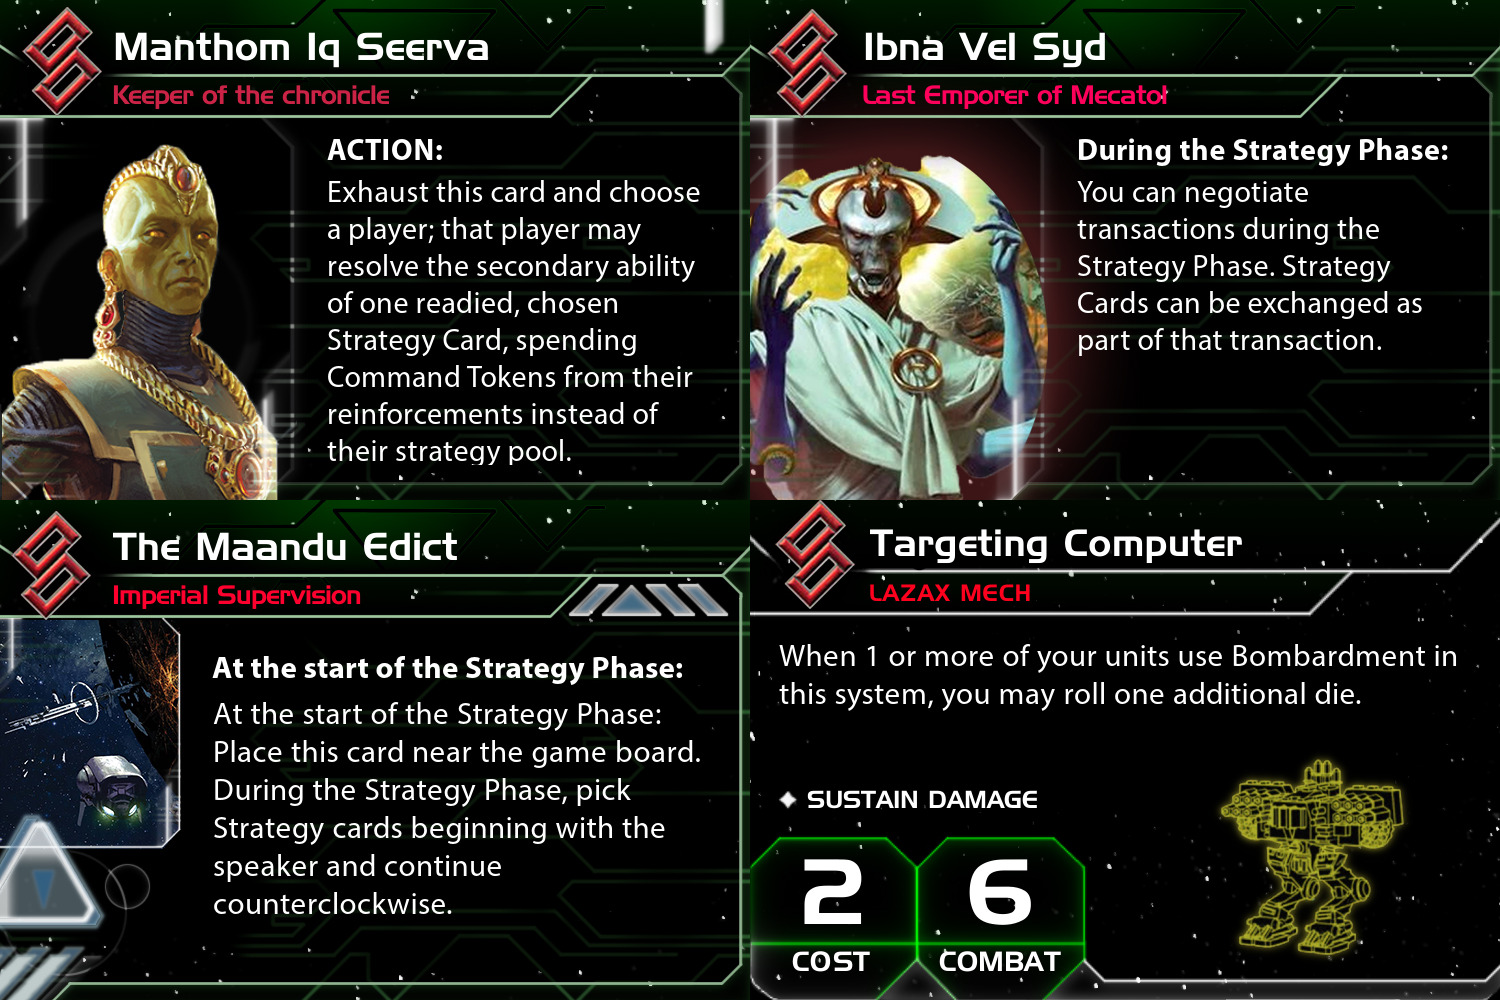 Manthom Iq Seerva
Keeper of the chronicle
ACTION:
Exhaust this card and choose
a player; that player may
resolve the secondary ability
of one readied, chosen
Strategy Card, spending
Command Tokens from their
reinforcements instead of
their strategy pool.
Ibna Vel Syd
Last Emporer of Mecatol
During the Strategy Phase:
You can negotiate
transactions during the
Strategy Phase. Strategy
Cards can be exchanged as
part of that transaction.
The Maandu Edict
Imperial Supervision
At the start of the Strategy Phase:
At the start of the Strategy Phase:
Place this card near the game board.
During the Strategy Phase, pick
Strategy cards beginning with the
speaker and continue
counterclockwise.
Targeting Computer
LAZAX MECH
When 1 or more of your units use Bombardment in
this system, you may roll one additional die.
SUSTAIN DAMAGE
2 6
COST COMBAT